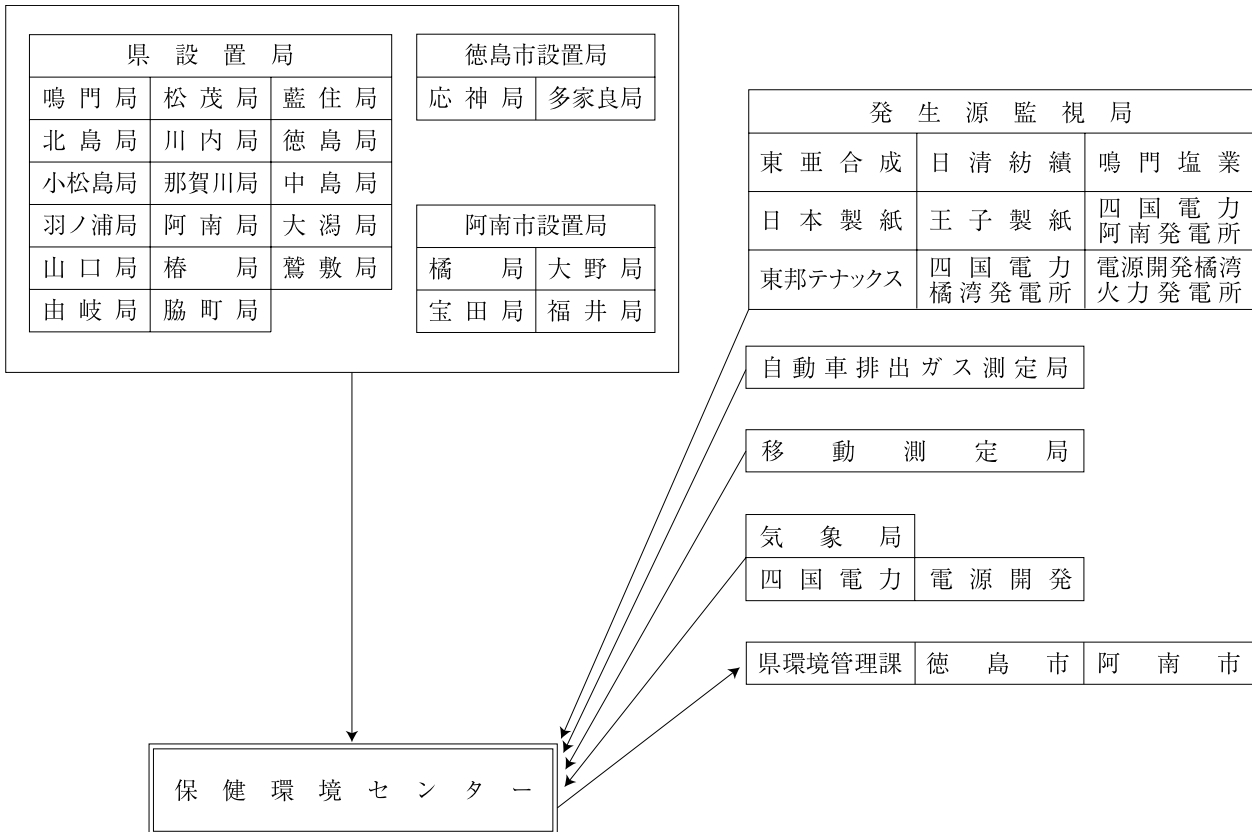 県設置局
鳴門局 松茂局 藍住局
北島局 川内局 徳島局
小松島局 那賀川局 中島局
羽ノ浦局 阿南局 大潟局
山口局 椿局 鷲敷局
由岐局 脇町局
徳島市設置局
応神局 多家良局
阿南市設置局
橘局 大野局
宝田局 福井局
発生源監視局
東亜合成 日清紡績 鳴門塩業
日本製紙 王子製紙 四国電力
阿南発電所
東邦テナックス 四国電力 電源開発橘湾
橘湾発電所 火力発電所
自動車排出ガス測定局
移動測定局
気象局
四国電力 電源開発
県環境管理課 徳島市 阿南市
保健環境センター